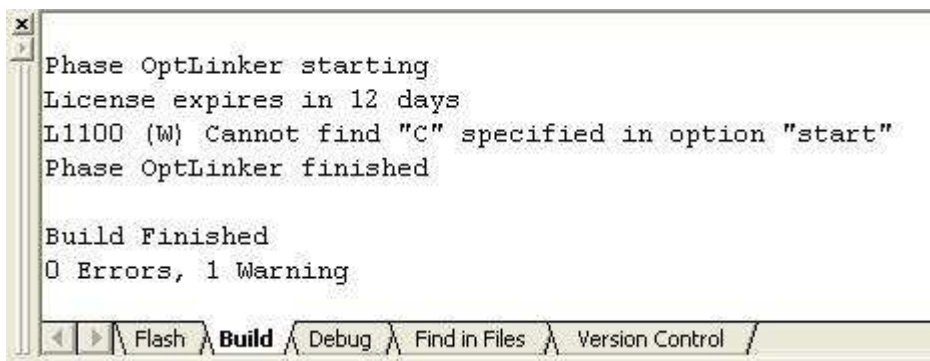 Phase OptLinker starting
License expires in 12 days
L1100 (W) Cannot find "C" specified in option "start"
Phase OptLinker finished
Build Finished
0 Errors, 1 Warning
Flash Build Debug Find in Files Version Control